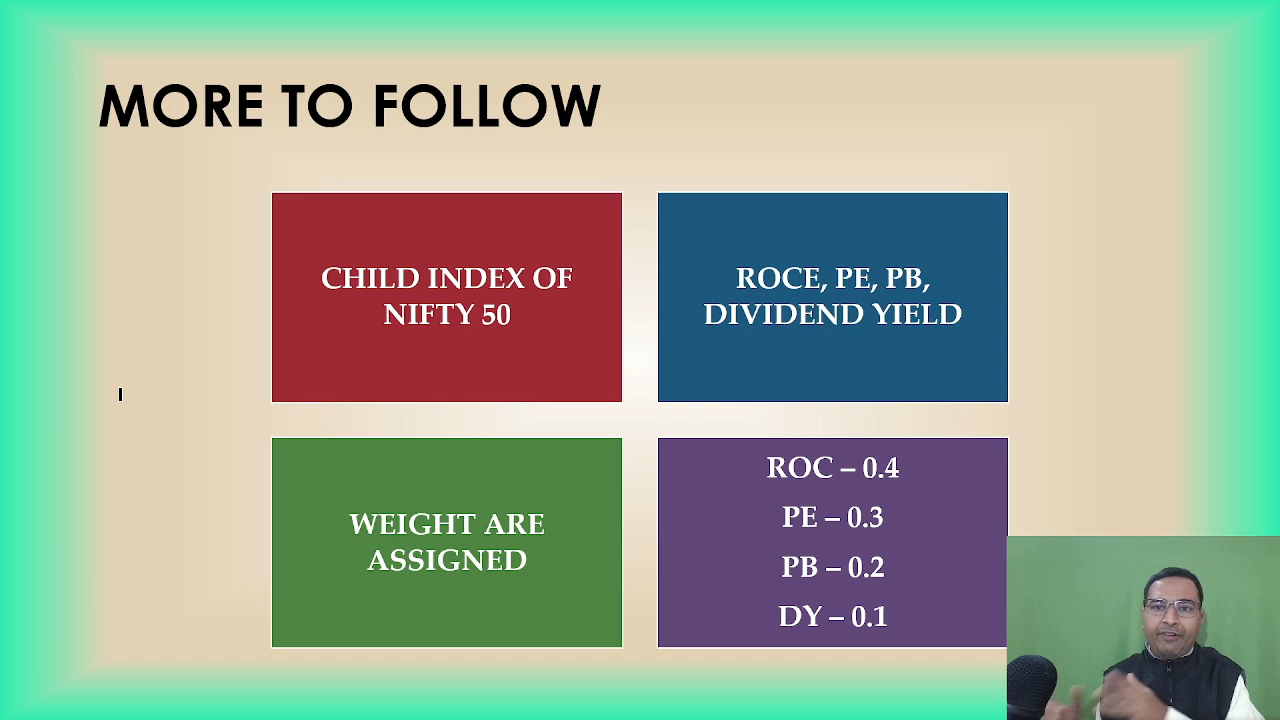 MORE TO FOLLOW
CHILD INDEX OF
NIFTY 50
ROCE, PE, PB,
DIVIDEND YIELD
WEIGHT ARE
ASSIGNED
ROC – 0.4
PE – 0.3
PB – 0.2
DY – 0.1